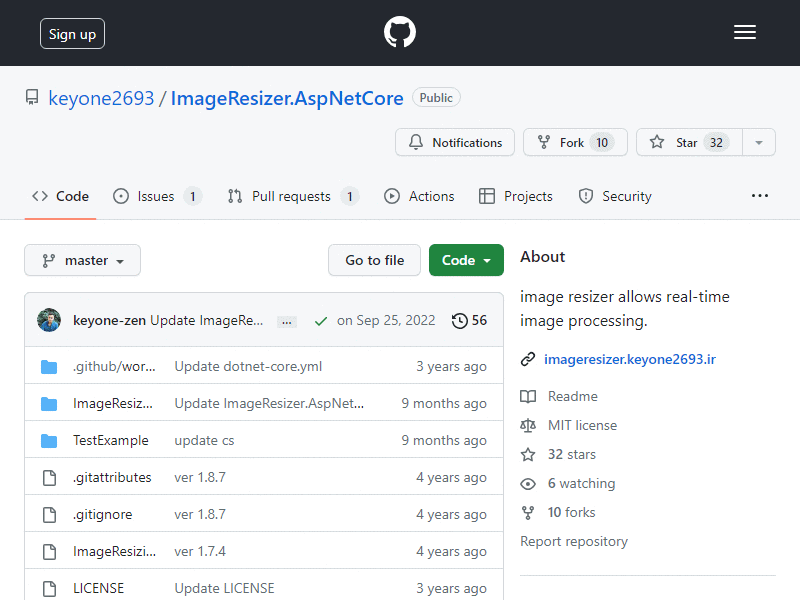 Sign up
keyone2693 / ImageResizer.AspNetCore Public
Notifications Fork 10 Star 32
Code Issues 1 Pull requests 1 Actions Projects Security
master Go to file Code
keyone-zen Update ImageRe... ... on Sep 25, 2022 56
.github/wor... Update dotnet-core.yml 3 years ago
ImageResiz... Update ImageResizer.AspNet... 9 months ago
TestExample update cs 9 months ago
.gitattributes ver 1.8.7 4 years ago
.gitignore ver 1.8.7 4 years ago
ImageResizi... ver 1.7.4 4 years ago
LICENSE Update LICENSE 3 years ago
About
image resizer allows real-time
image processing.
imageresizer.keyone2693.ir
Readme
MIT license
32 stars
6 watching
10 forks
Report repository